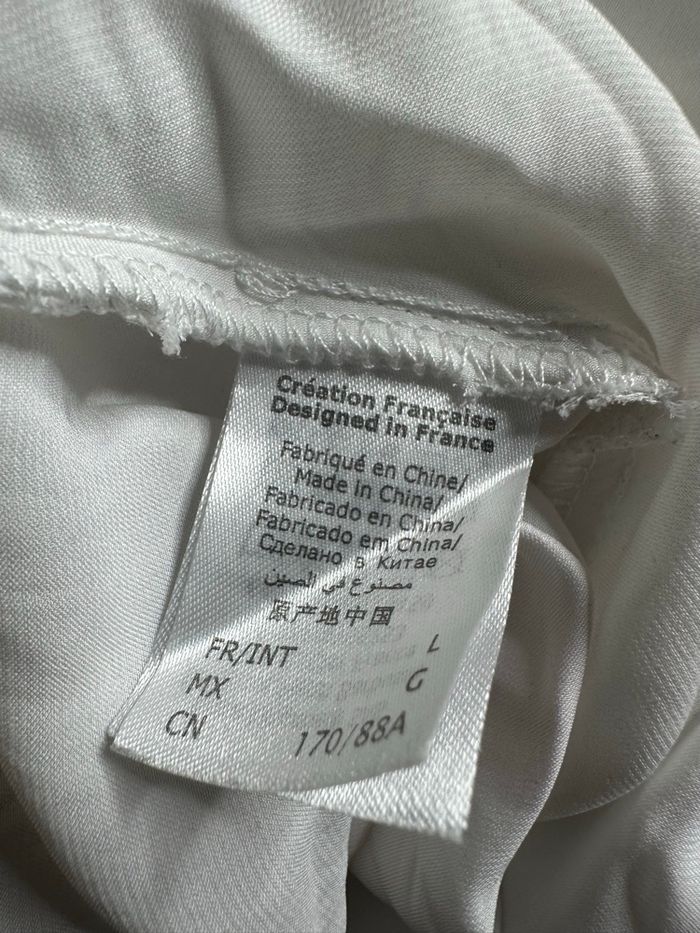 Création Française
Designed in France
Fabriqué en Chine/
Made in China/
Fabricado en China/
Fabricado em China/
Сделано в Китае
مصنوع في الصين
原产地中国
FR/INT L
MX G
CN 170/88A